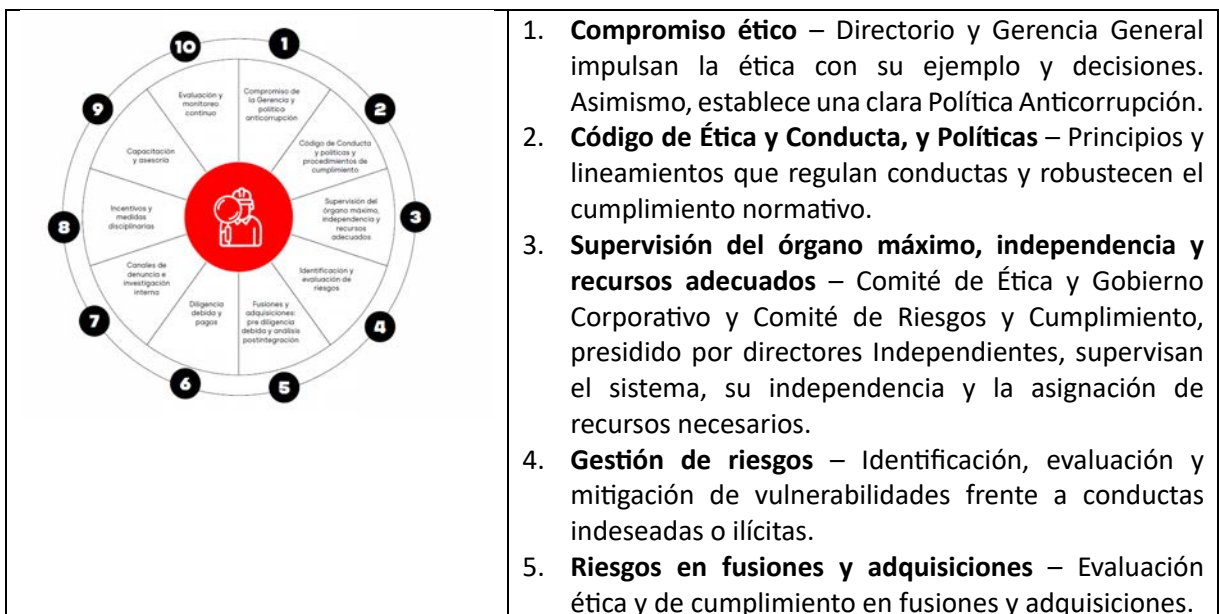 10
1
9
2
8
3
7
4
6
5
Evaluación y
monitoreo
continuo
Compromiso de
la Gerencia y
política
anticorrupción
Código de Conducta
y políticas y
procedimientos de
cumplimiento
Supervisión del
órgano máximo,
independencia y
recursos
adecuados
Identificación y
evaluación de
riesgos
Fusiones y
adquisiciones:
pre diligencia
debida y análisis
postintegración
Diligencia
debida y
pagos
Canales de
denuncia e
investigación
interna
Incentivos y
medidas
disciplinarias
Capacitación
y asesoría
1. Compromiso ético – Directorio y Gerencia General
impulsan la ética con su ejemplo y decisiones.
Asimismo, establece una clara Política Anticorrupción.
2. Código de Ética y Conducta, y Políticas – Principios y
lineamientos que regulan conductas y robustecen el
cumplimiento normativo.
3. Supervisión del órgano máximo, independencia y
recursos adecuados – Comité de Ética y Gobierno
Corporativo y Comité de Riesgos y Cumplimiento,
presidido por directores Independientes, supervisan
el sistema, su independencia y la asignación de
recursos necesarios.
4. Gestión de riesgos – Identificación, evaluación y
mitigación de vulnerabilidades frente a conductas
indeseadas o ilícitas.
5. Riesgos en fusiones y adquisiciones – Evaluación
ética y de cumplimiento en fusiones y adquisiciones.